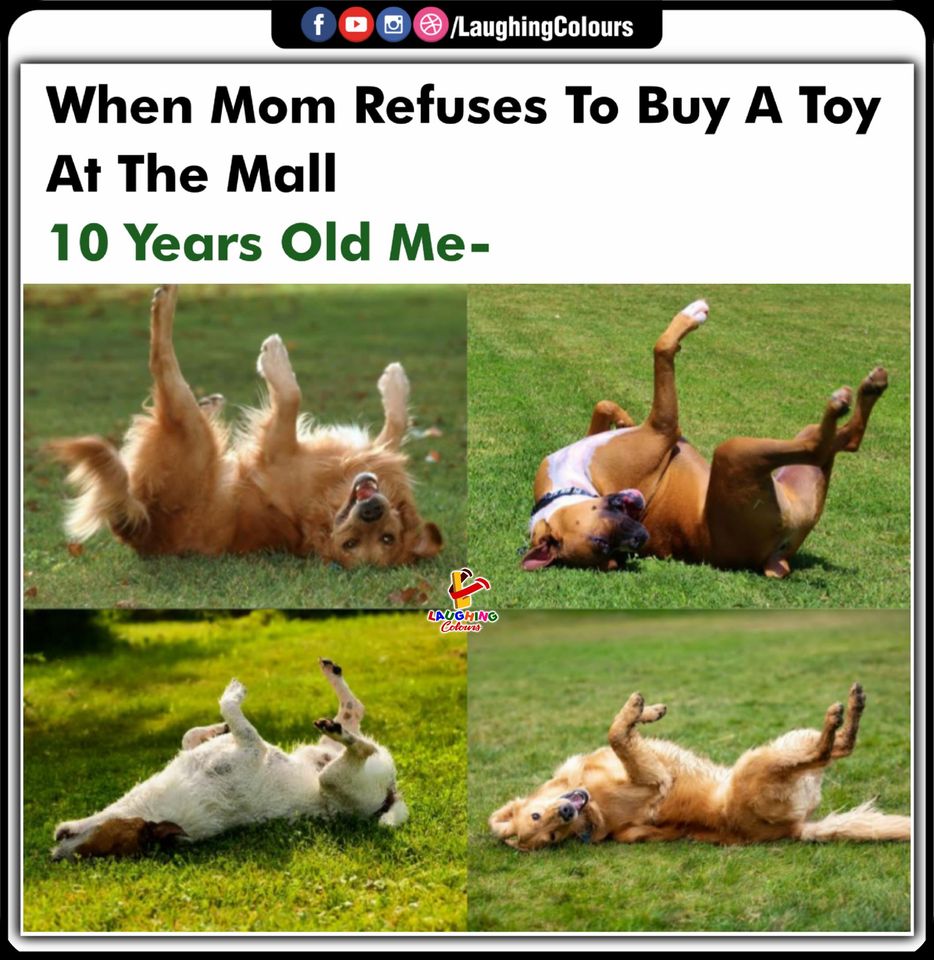 /LaughingColours
When Mom Refuses To Buy A Toy
At The Mall
10 Years Old Me-
LAUGHING
Colours